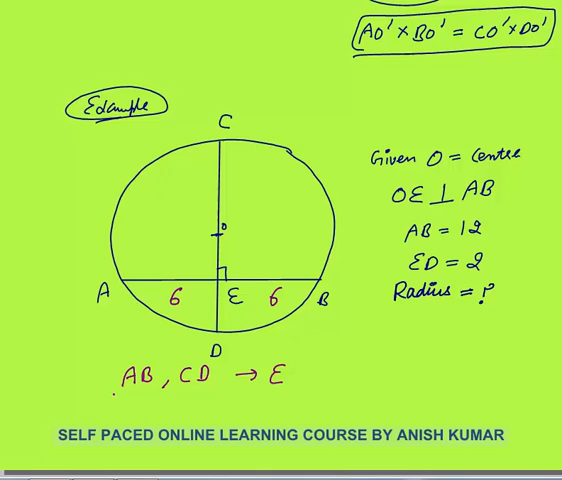 AO' × BO' = CO' × DO'
Example
C
Given O = Centre
OE ⊥ AB
AB = 12
ED = 2
Radius = ?
O
A 6 E 6 B
D
AB, CD → E
SELF PACED ONLINE LEARNING COURSE BY ANISH KUMAR